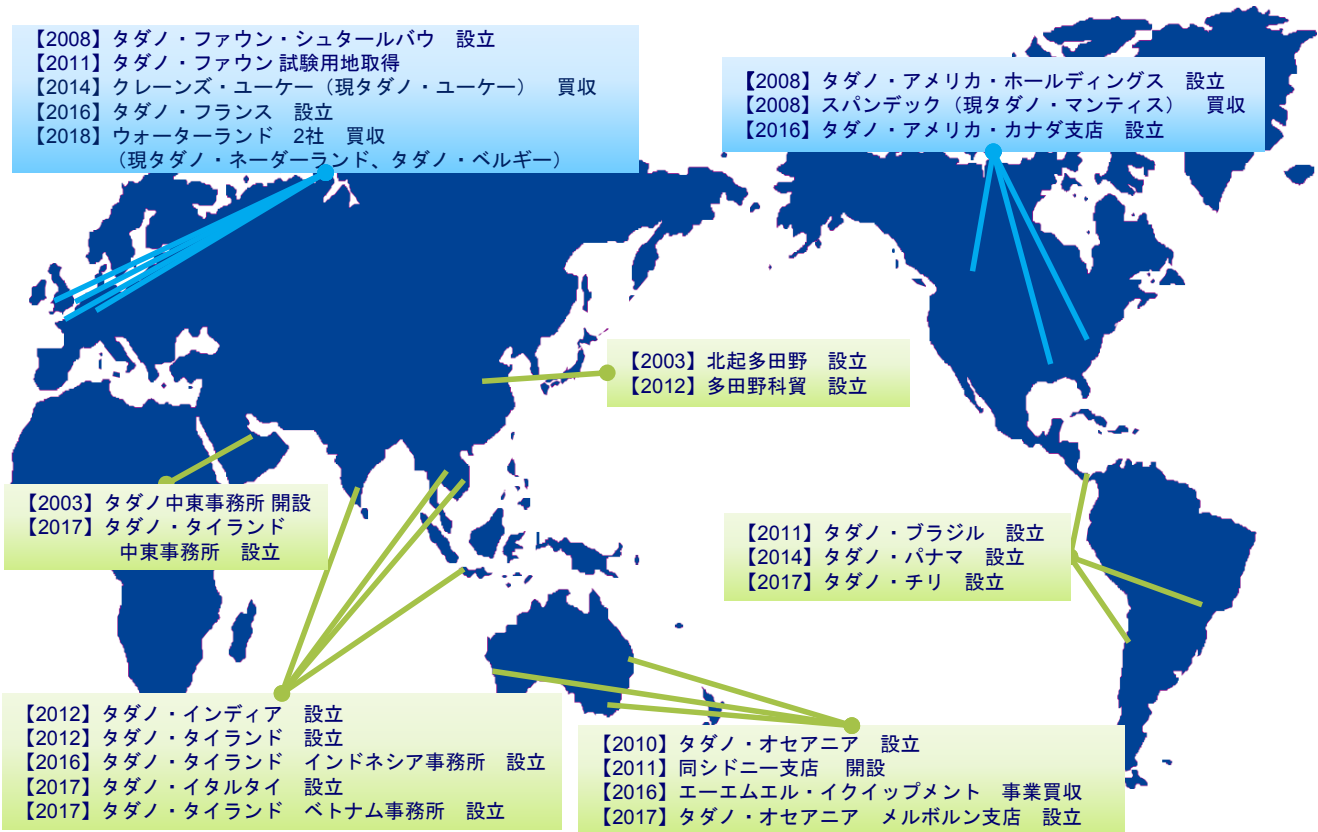 【2008】タダノ・ファウン・シュタールバウ　設立
【2011】タダノ・ファウン 試験用地取得
【2014】クレーンズ・ユーケー（現タダノ・ユーケー）　買収
【2016】タダノ・フランス　設立
【2018】ウォーターランド　2社　買収
（現タダノ・ネーダーランド、タダノ・ベルギー）
【2008】タダノ・アメリカ・ホールディングス　設立
【2008】スパンデック（現タダノ・マンティス）　買収
【2016】タダノ・アメリカ・カナダ支店　設立
【2003】北起多田野　設立
【2012】多田野科貿　設立
【2003】タダノ中東事務所 開設
【2017】タダノ・タイランド
中東事務所　設立
【2011】タダノ・ブラジル　設立
【2014】タダノ・パナマ　設立
【2017】タダノ・チリ　設立
【2012】タダノ・インディア　設立
【2012】タダノ・タイランド　設立
【2016】タダノ・タイランド　インドネシア事務所　設立
【2017】タダノ・イタルタイ　設立
【2017】タダノ・タイランド　ベトナム事務所　設立
【2010】タダノ・オセアニア　設立
【2011】同シドニー支店　開設
【2016】エーエムエル・イクイップメント　事業買収
【2017】タダノ・オセアニア　メルボルン支店　設立